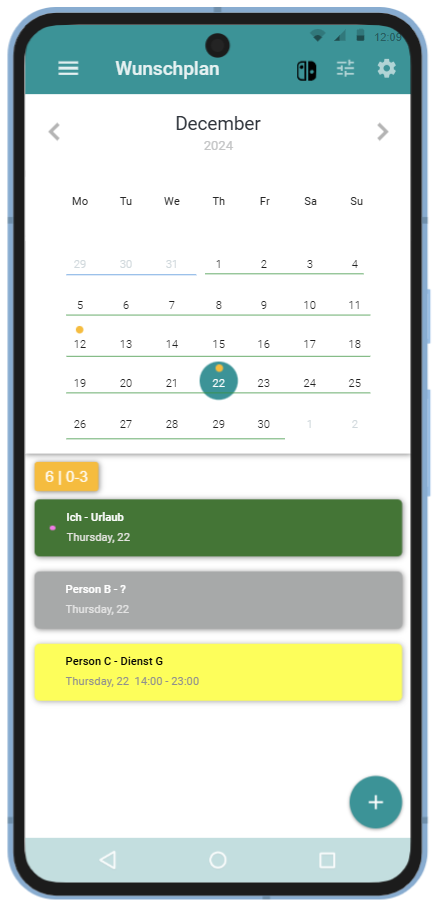 12:09
Wunschplan
December
2024
Mo Tu We Th Fr Sa Su
29 30 31 1 2 3 4
5 6 7 8 9 10 11
12 13 14 15 16 17 18
19 20 21 22 23 24 25
26 27 28 29 30 1 2
6 | 0-3
Ich - Urlaub
Thursday, 22
Person B - ?
Thursday, 22
Person C - Dienst G
Thursday, 22 14:00 - 23:00
+